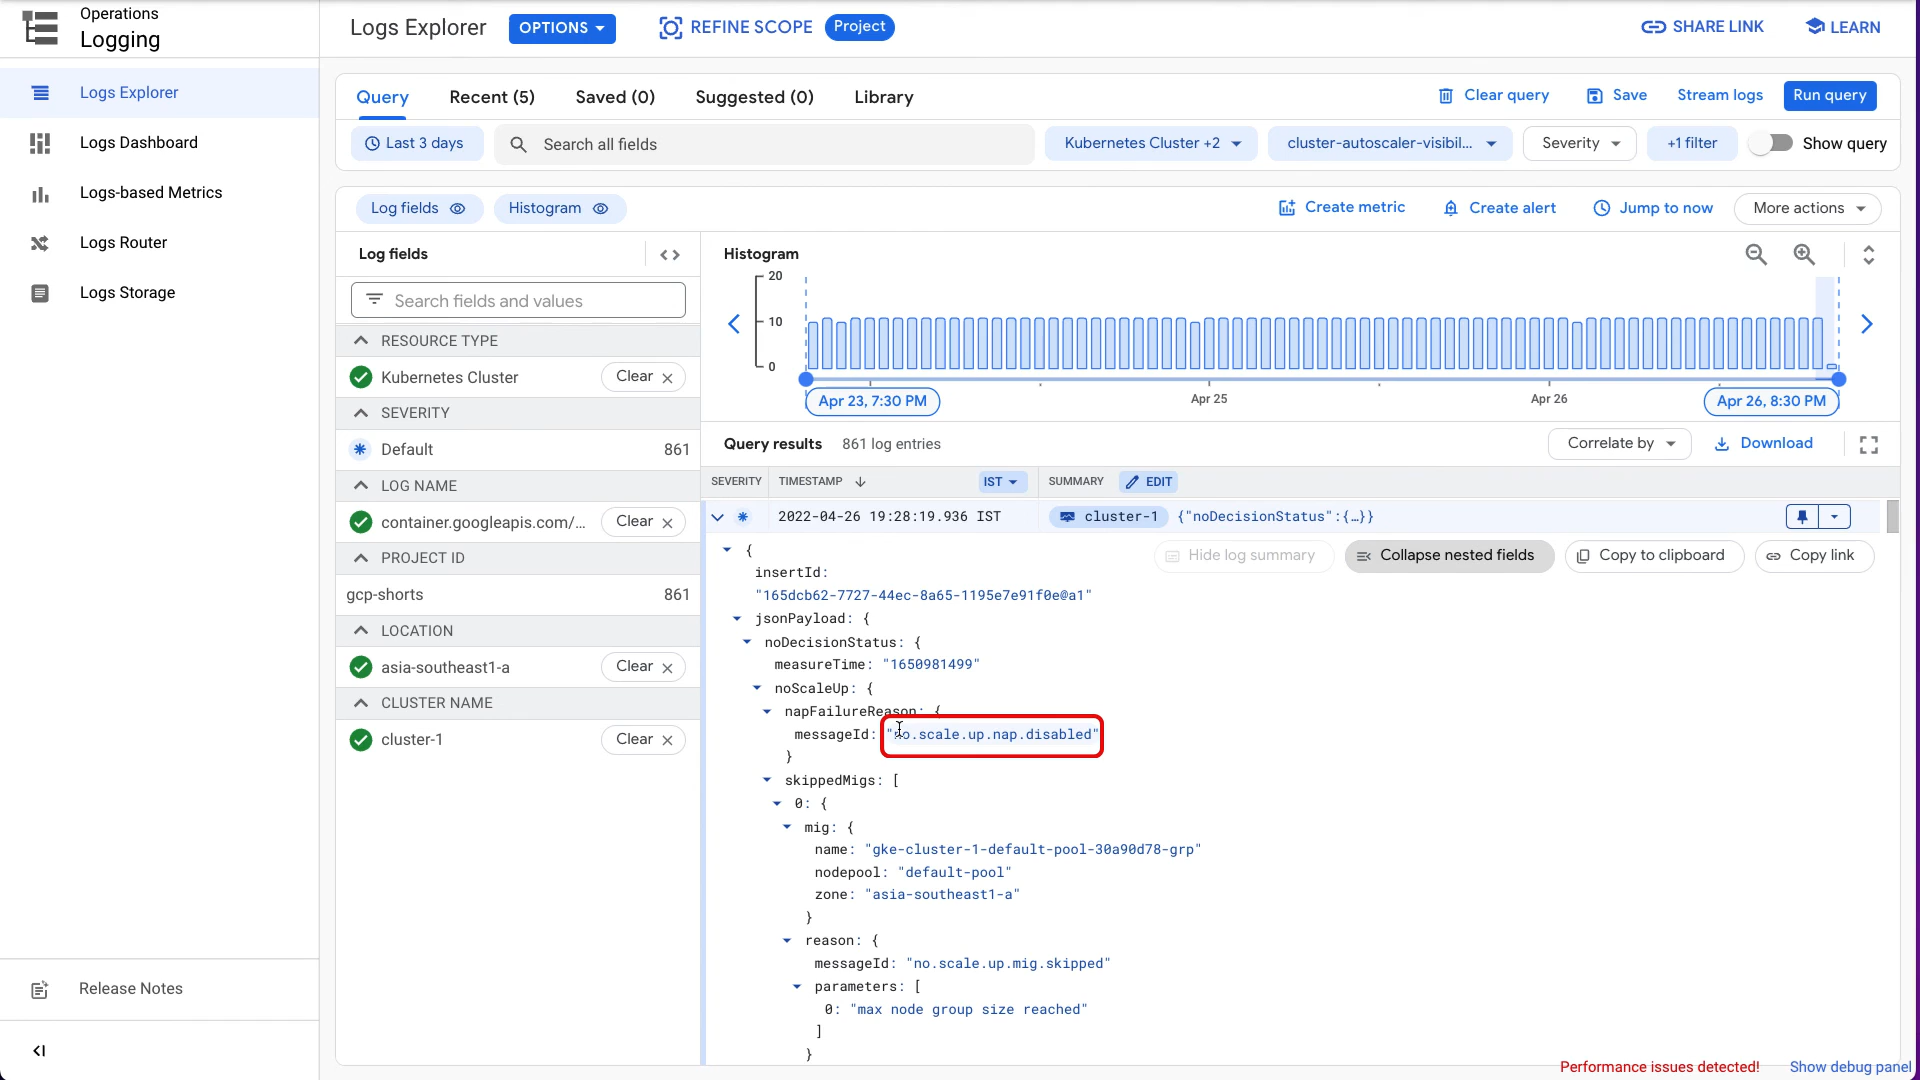 Operations
Logging
Logs Explorer
OPTIONS
REFINE SCOPE
Project
SHARE LINK
LEARN
Logs Explorer
Logs Dashboard
Logs-based Metrics
Logs Router
Logs Storage
Release Notes
Query
Recent (5)
Saved (0)
Suggested (0)
Library
Clear query
Save
Stream logs
Run query
Last 3 days
Search all fields
Kubernetes Cluster +2
cluster-autoscaler-visibil...
Severity
+1 filter
Show query
Log fields
Histogram
Create metric
Create alert
Jump to now
More actions
Log fields
< >
Search fields and values
RESOURCE TYPE
Kubernetes Cluster
Clear
SEVERITY
Default
861
LOG NAME
container.googleapis.com/...
Clear
PROJECT ID
gcp-shorts
861
LOCATION
asia-southeast1-a
Clear
CLUSTER NAME
cluster-1
Clear
Histogram
20
10
0
Apr 23, 7:30 PM
Apr 25
Apr 26
Apr 26, 8:30 PM
Query results
861 log entries
Correlate by
Download
SEVERITY
TIMESTAMP
IST
SUMMARY
EDIT
2022-04-26 19:28:19.936 IST
cluster-1
{"noDecisionStatus":{…}}
Hide log summary
Collapse nested fields
Copy to clipboard
Copy link
{
insertId:
"165dcb62-7727-44ec-8a65-1195e7e91f0e@a1"
jsonPayload: {
noDecisionStatus: {
measureTime: "1650981499"
noScaleUp: {
napFailureReason: {
messageId: "no.scale.up.nap.disabled"
}
skippedMigs: [
0: {
mig: {
name: "gke-cluster-1-default-pool-30a90d78-grp"
nodepool: "default-pool"
zone: "asia-southeast1-a"
}
reason: {
messageId: "no.scale.up.mig.skipped"
parameters: [
0: "max node group size reached"
]
}
Performance issues detected!
Show debug panel